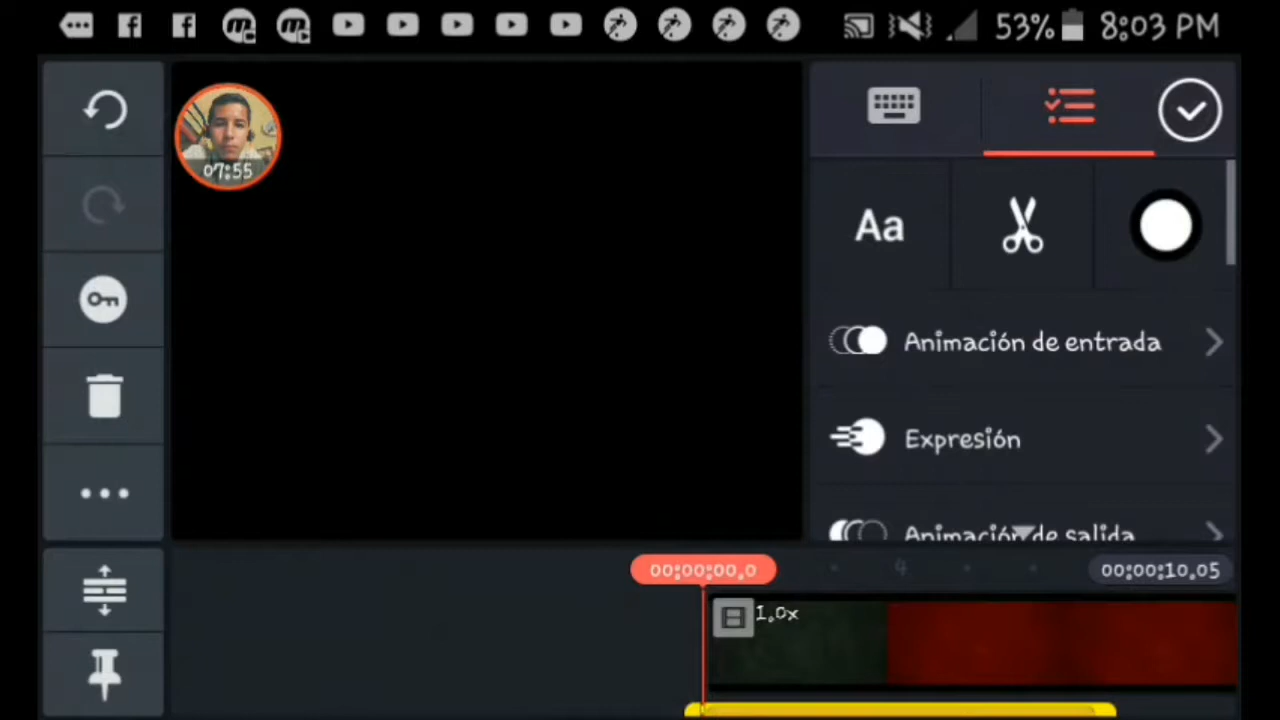 53% 8:03 PM
07:55
Aa
Animación de entrada
Expresión
Animación de salida
00:00:00.0
4
00:00:10.05
1.0x